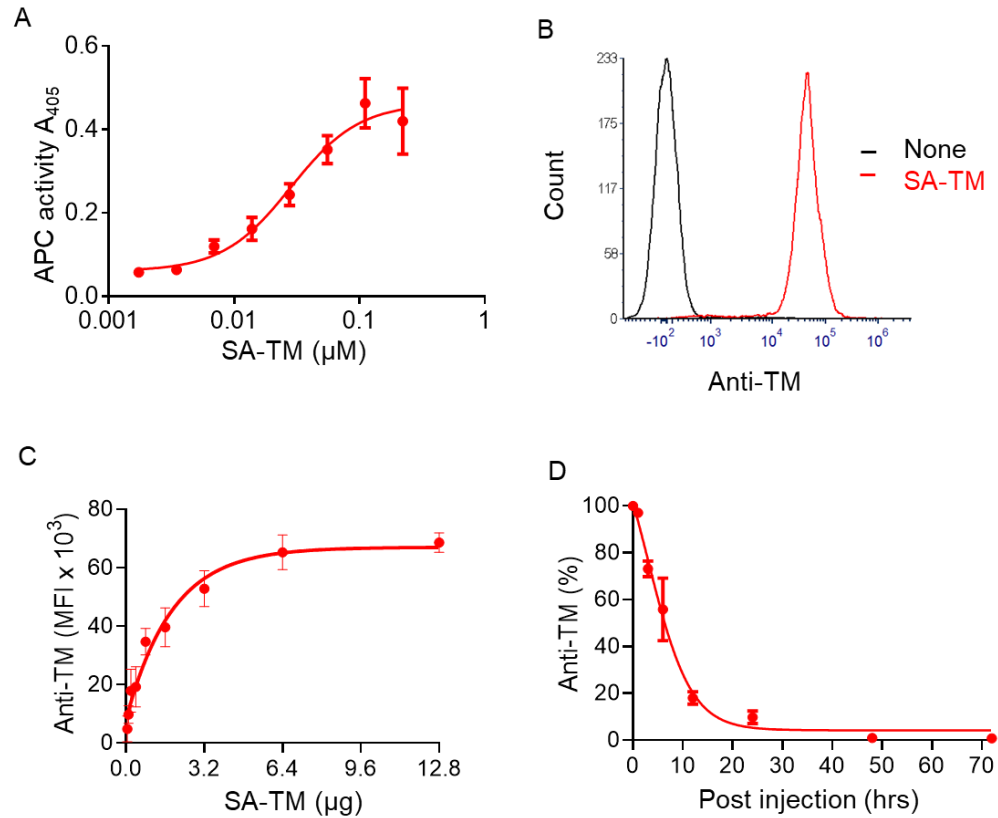 A
0.6
0.4
0.2
0.0
APC activity A405
0.001 0.01 0.1 1
SA-TM (µM)
B
233
175
117
58
0
Count
-10² 10³ 10⁴ 10⁵ 10⁶
Anti-TM
None
SA-TM
C
80
60
40
20
0
Anti-TM (MFI x 10³)
0.0 3.2 6.4 9.6 12.8
SA-TM (µg)
D
100
80
60
40
20
0
Anti-TM (%)
0 10 20 30 40 50 60 70
Post injection (hrs)